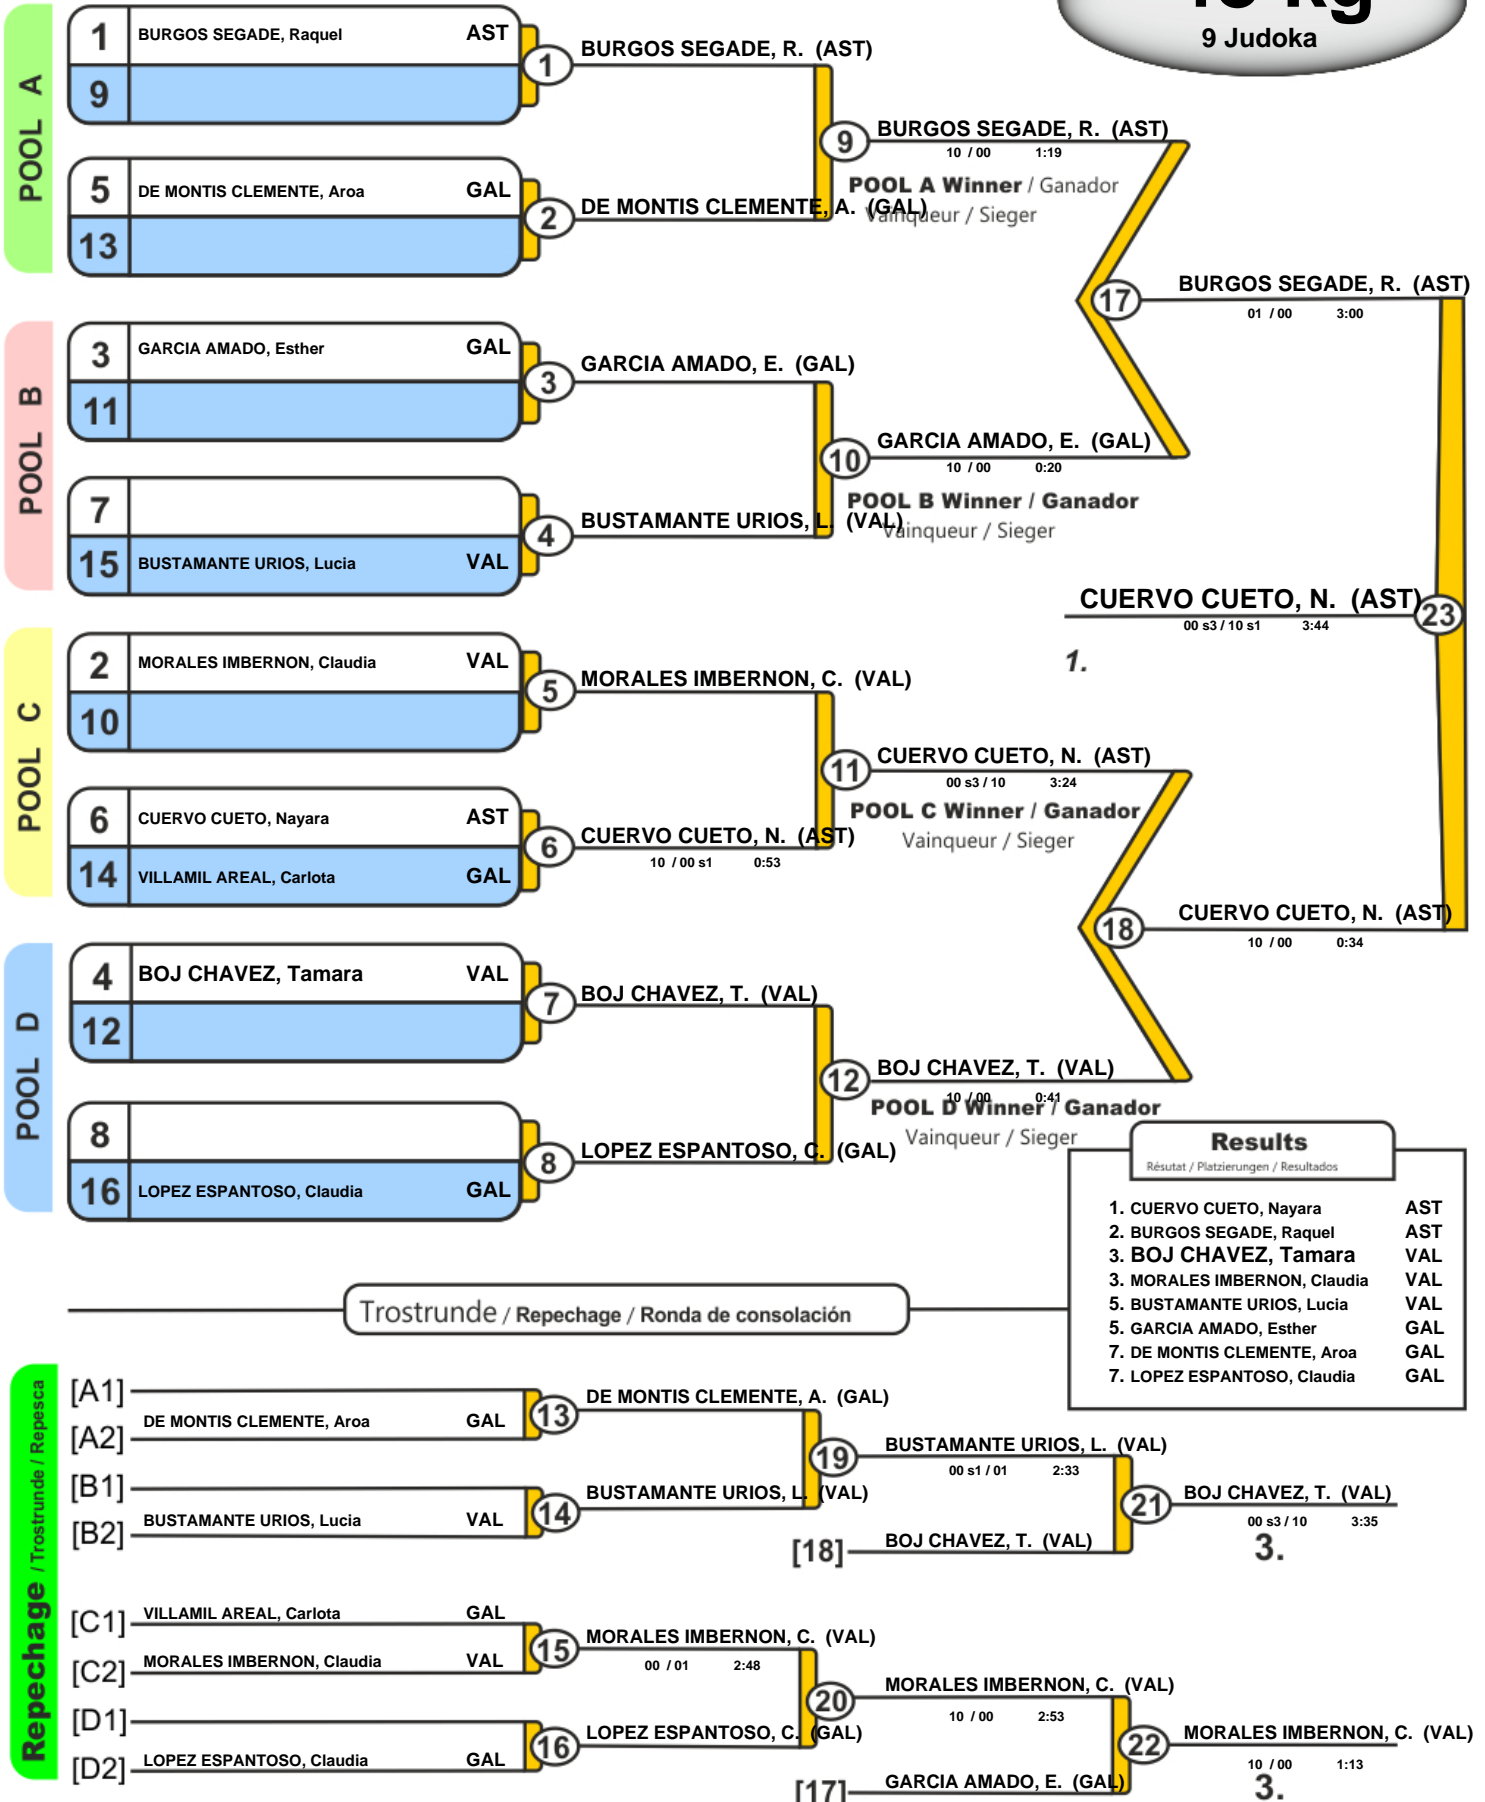 9 Judoka
POOL A
1 BURGOS SEGADE, Raquel AST
9
1 BURGOS SEGADE, R. (AST)
5 DE MONTIS CLEMENTE, Aroa GAL
13
2 DE MONTIS CLEMENTE, A. (GAL)
9 BURGOS SEGADE, R. (AST)
10 / 00 1:19
POOL A Winner / Ganador
Vainqueur / Sieger
POOL B
3 GARCIA AMADO, Esther GAL
11
3 GARCIA AMADO, E. (GAL)
7
15 BUSTAMANTE URIOS, Lucia VAL
4 BUSTAMANTE URIOS, L. (VAL)
10 GARCIA AMADO, E. (GAL)
10 / 00 0:20
POOL B Winner / Ganador
Vainqueur / Sieger
17 BURGOS SEGADE, R. (AST)
01 / 00 3:00
CUERVO CUETO, N. (AST) 23
00 s3 / 10 s1 3:44
1.
POOL C
2 MORALES IMBERNON, Claudia VAL
10
5 MORALES IMBERNON, C. (VAL)
6 CUERVO CUETO, Nayara AST
14 VILLAMIL AREAL, Carlota GAL
6 CUERVO CUETO, N. (AST)
10 / 00 s1 0:53
11 CUERVO CUETO, N. (AST)
00 s3 / 10 3:24
POOL C Winner / Ganador
Vainqueur / Sieger
18 CUERVO CUETO, N. (AST)
10 / 00 0:34
POOL D
4 BOJ CHAVEZ, Tamara VAL
12
7 BOJ CHAVEZ, T. (VAL)
8
16 LOPEZ ESPANTOSO, Claudia GAL
8 LOPEZ ESPANTOSO, C. (GAL)
12 BOJ CHAVEZ, T. (VAL)
10 / 00 0:41
POOL D Winner / Ganador
Vainqueur / Sieger
Results
Résutat / Platzierungen / Resultados
1. CUERVO CUETO, Nayara AST
2. BURGOS SEGADE, Raquel AST
3. BOJ CHAVEZ, Tamara VAL
3. MORALES IMBERNON, Claudia VAL
5. BUSTAMANTE URIOS, Lucia VAL
5. GARCIA AMADO, Esther GAL
7. DE MONTIS CLEMENTE, Aroa GAL
7. LOPEZ ESPANTOSO, Claudia GAL
Trostrunde / Repechage / Ronda de consolación
Repechage / Trostrunde / Repesca
[A1]
DE MONTIS CLEMENTE, Aroa GAL
[A2]
13 DE MONTIS CLEMENTE, A. (GAL)
[B1]
BUSTAMANTE URIOS, Lucia VAL
[B2]
14 BUSTAMANTE URIOS, L. (VAL)
19 BUSTAMANTE URIOS, L. (VAL)
00 s1 / 01 2:33
[18] BOJ CHAVEZ, T. (VAL)
21 BOJ CHAVEZ, T. (VAL)
00 s3 / 10 3:35
3.
[C1] VILLAMIL AREAL, Carlota GAL
[C2] MORALES IMBERNON, Claudia VAL
15 MORALES IMBERNON, C. (VAL)
00 / 01 2:48
[D1]
[D2] LOPEZ ESPANTOSO, Claudia GAL
16 LOPEZ ESPANTOSO, C. (GAL)
20 MORALES IMBERNON, C. (VAL)
10 / 00 2:53
[17] GARCIA AMADO, E. (GAL)
22 MORALES IMBERNON, C. (VAL)
10 / 00 1:13
3.